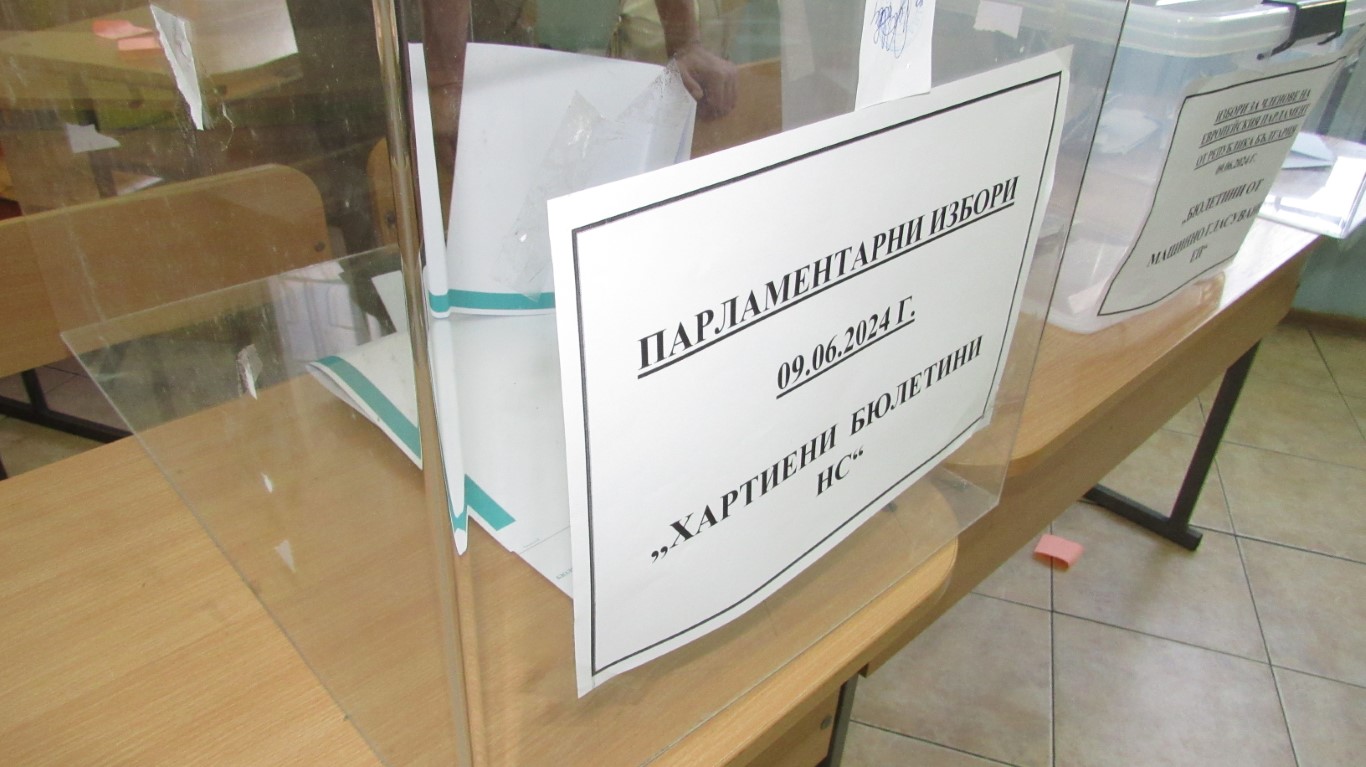 ПАРЛАМЕНТАРНИ ИЗБОРИ
09.06.2024 Г.
„ХАРТИЕНИ БЮЛЕТИНИ
НС“
ИЗБОРИ ЗА ЧЛЕНОВЕ НА
ЕВРОПЕЙСКИЯ ПАРЛАМЕНТ
ОТ РЕПУБЛИКА БЪЛГАРИЯ
09.06.2024 Г.
„БЮЛЕТИНИ ОТ
МАШИННО ГЛАСУВАН
ЕП“